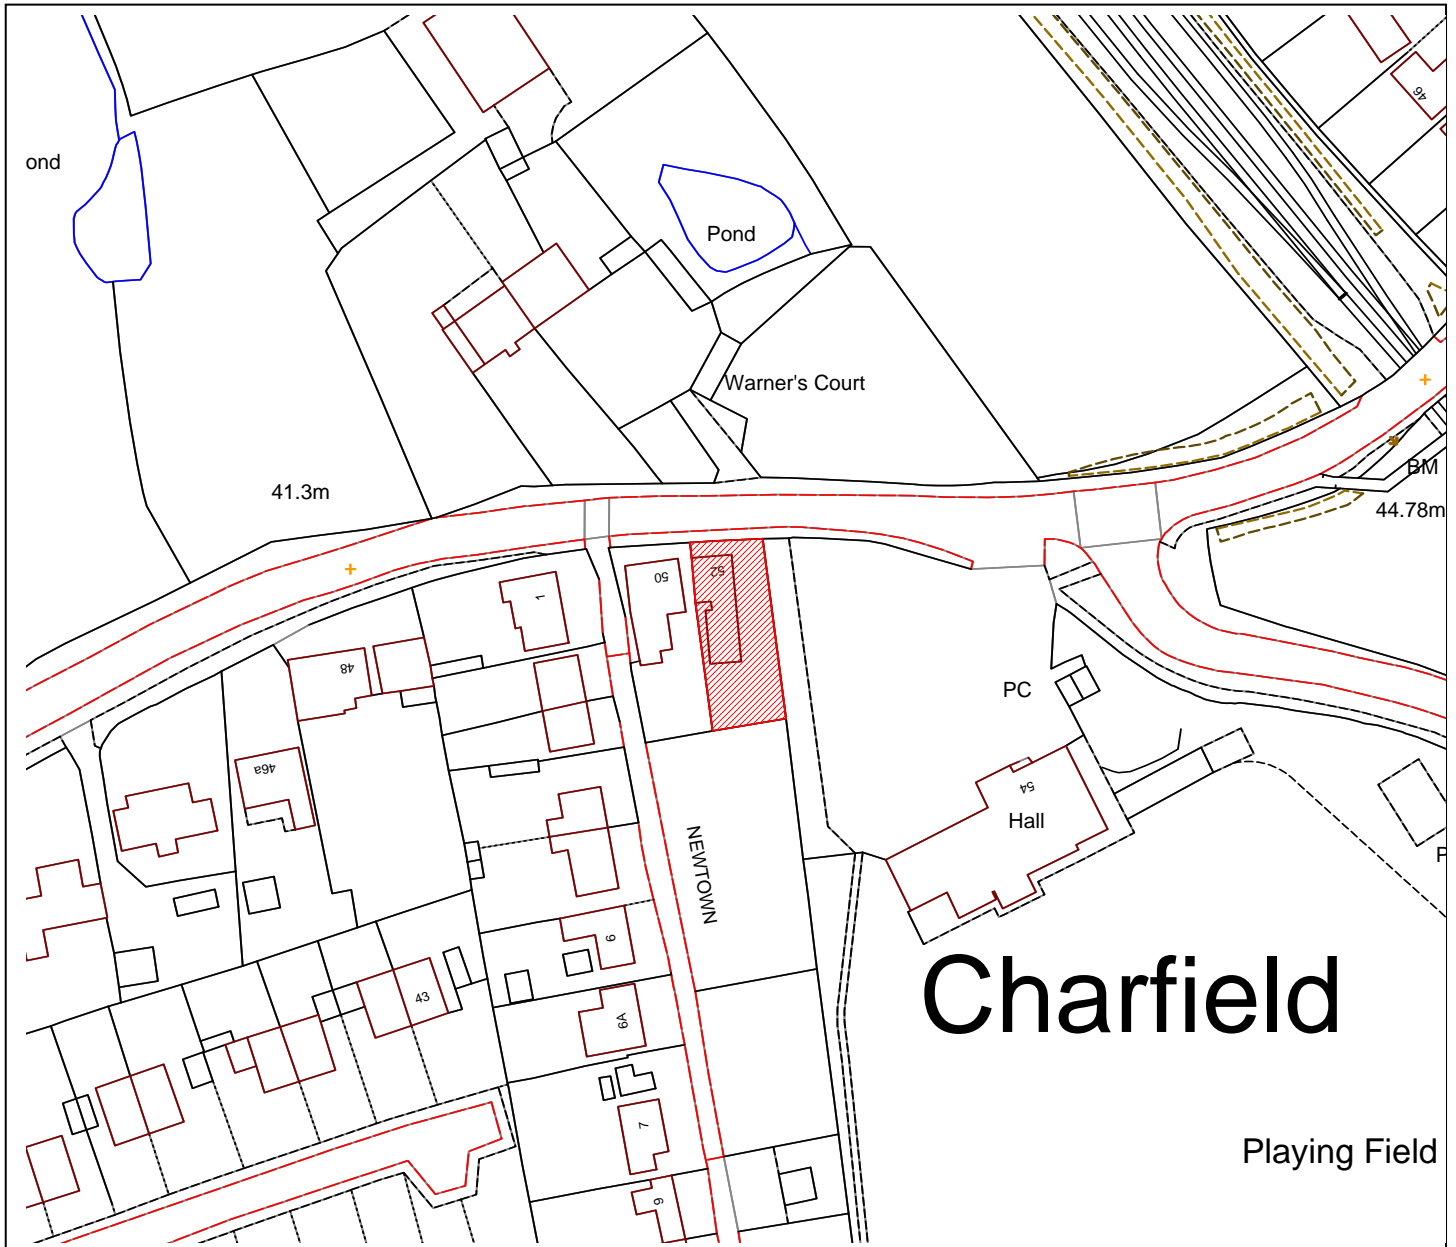 46
ond
Pond
Warner's Court
BM
41.3m
44.78m
50
52
1
48
PC
46a
54
Hall
NEWTOWN
6
43
Charfield
6A
7
Playing Field
9